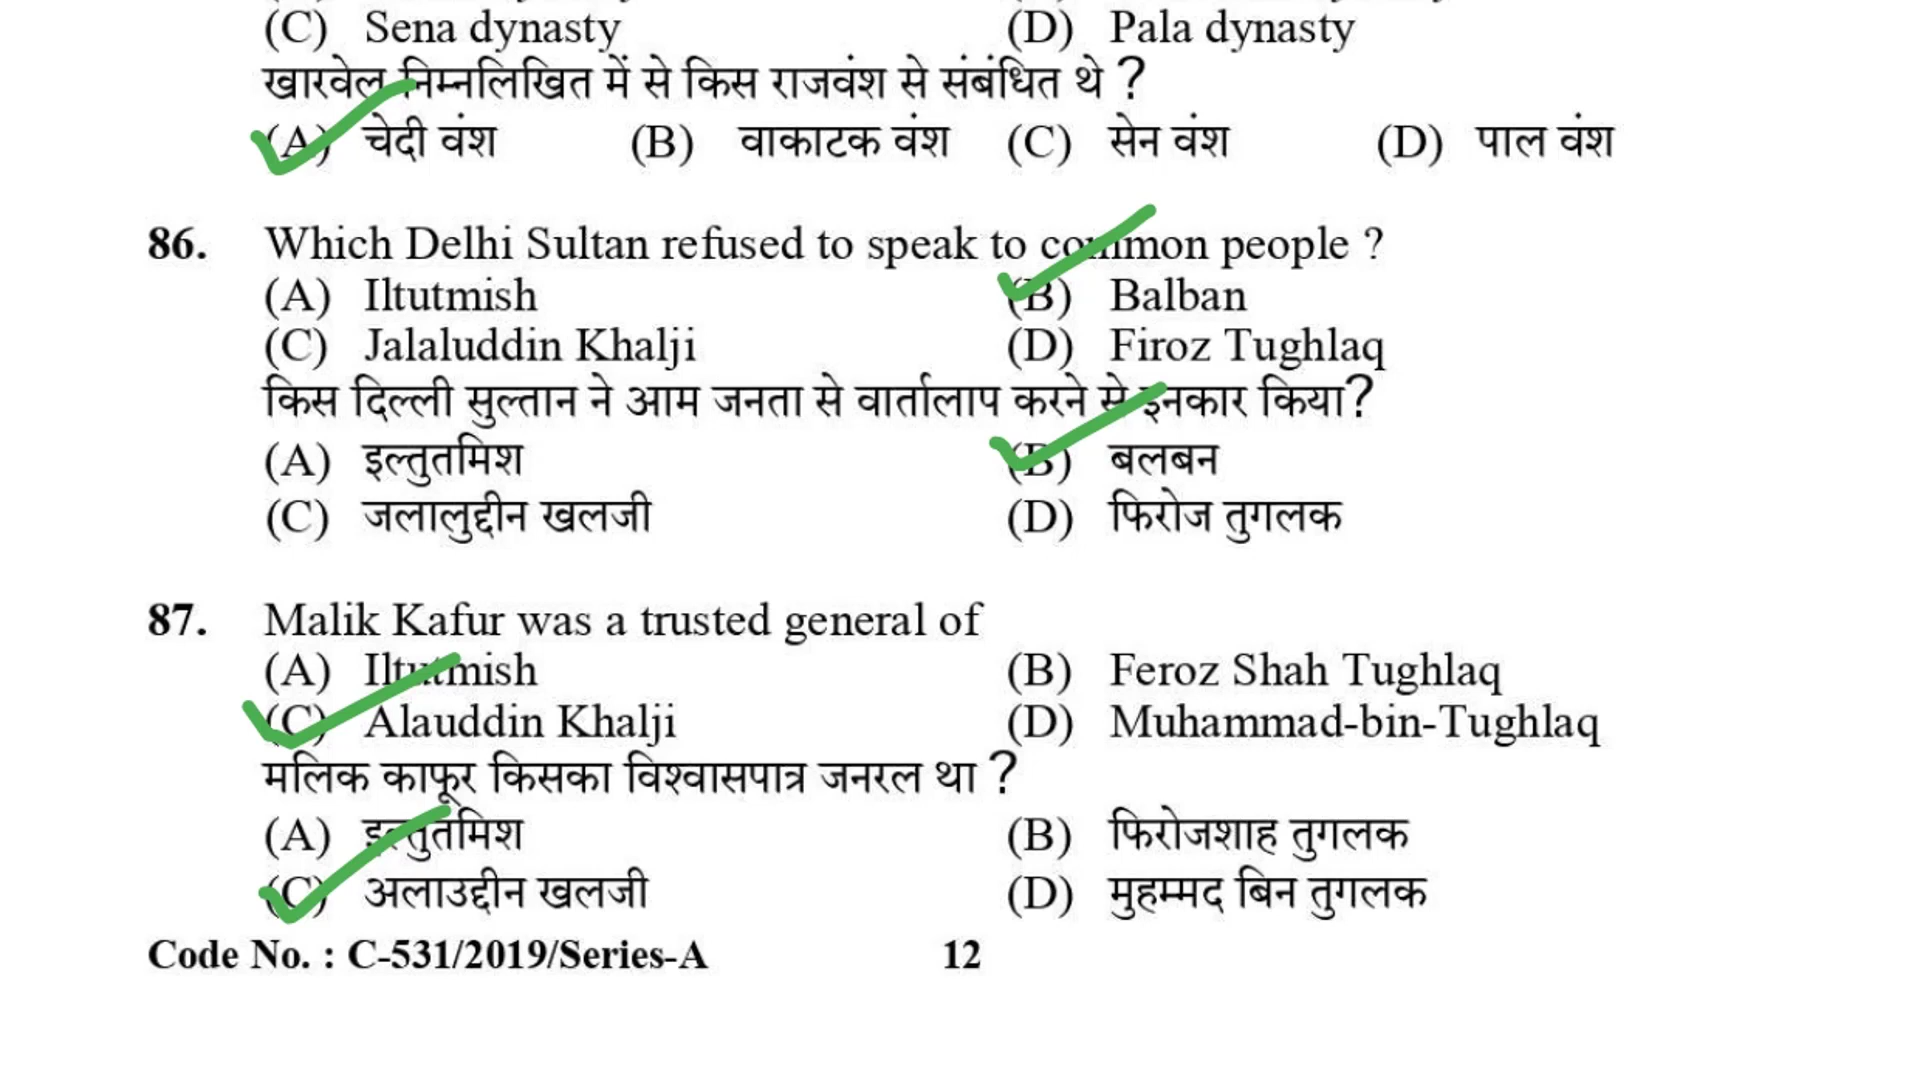 (C) Sena dynasty (D) Pala dynasty
खारवेल निम्नलिखित में से किस राजवंश से संबंधित थे ?
(A) चेदी वंश (B) वाकाटक वंश (C) सेन वंश (D) पाल वंश
86. Which Delhi Sultan refused to speak to common people ?
(A) Iltutmish (B) Balban
(C) Jalaluddin Khalji (D) Firoz Tughlaq
किस दिल्ली सुल्तान ने आम जनता से वार्तालाप करने से इनकार किया?
(A) इल्तुतमिश (B) बलबन
(C) जलालुद्दीन खलजी (D) फिरोज तुगलक
87. Malik Kafur was a trusted general of
(A) Iltutmish (B) Feroz Shah Tughlaq
(C) Alauddin Khalji (D) Muhammad-bin-Tughlaq
मलिक काफूर किसका विश्वासपात्र जनरल था ?
(A) इल्तुतमिश (B) फिरोजशाह तुगलक
(C) अलाउद्दीन खलजी (D) मुहम्मद बिन तुगलक
Code No. : C-531/2019/Series-A 12